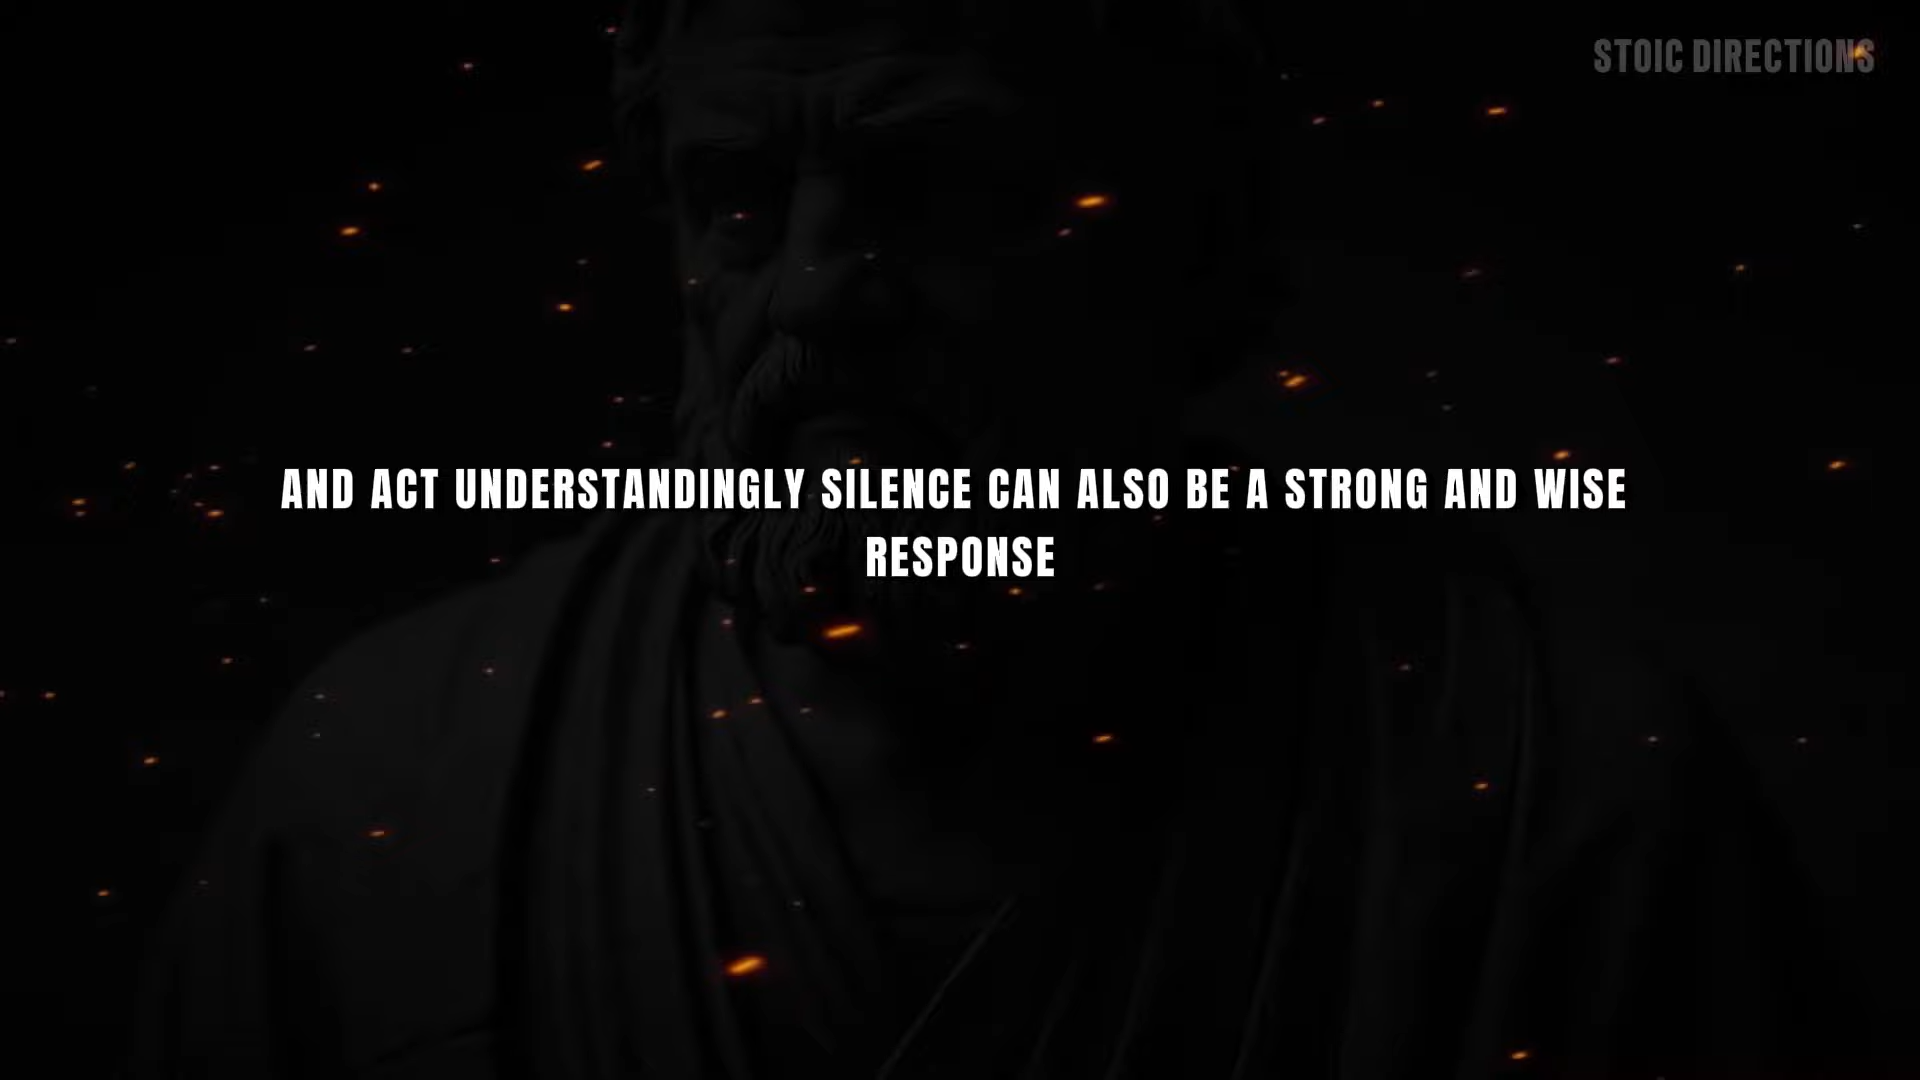 STOIC DIRECTIONS
AND ACT UNDERSTANDINGLY SILENCE CAN ALSO BE A STRONG AND WISE
RESPONSE